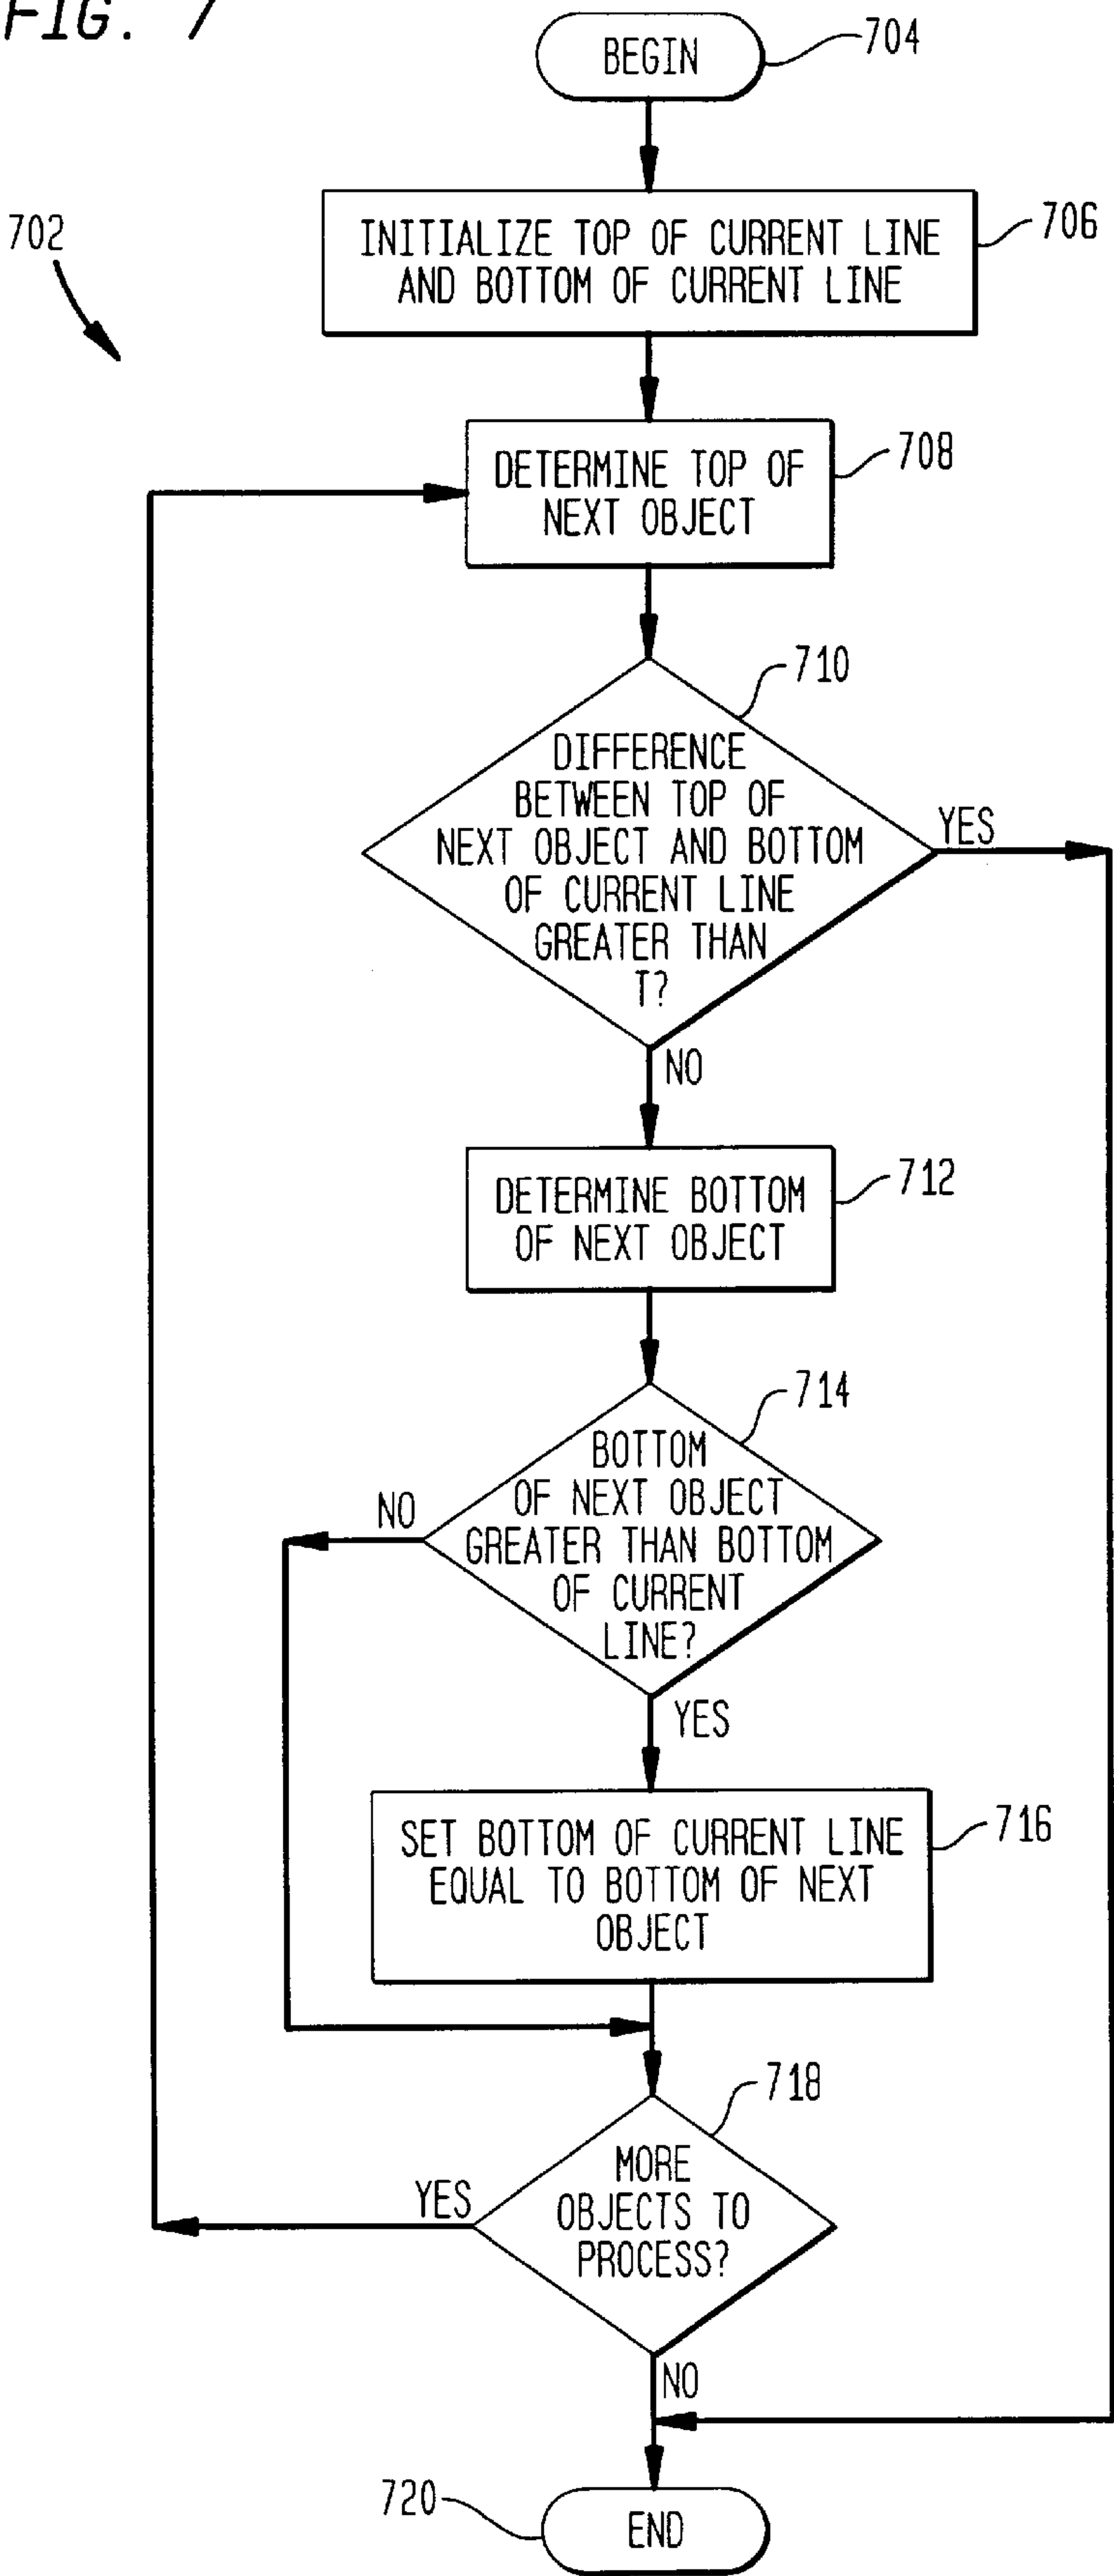 FIG. 7
BEGIN
704
702
INITIALIZE TOP OF CURRENT LINE
AND BOTTOM OF CURRENT LINE
706
DETERMINE TOP OF
NEXT OBJECT
708
710
DIFFERENCE
BETWEEN TOP OF
NEXT OBJECT AND BOTTOM
OF CURRENT LINE
GREATER THAN
T?
YES
NO
DETERMINE BOTTOM
OF NEXT OBJECT
712
714
BOTTOM
OF NEXT OBJECT
GREATER THAN BOTTOM
OF CURRENT
LINE?
NO
YES
SET BOTTOM OF CURRENT LINE
EQUAL TO BOTTOM OF NEXT
OBJECT
716
718
MORE
OBJECTS TO
PROCESS?
YES
NO
720
END